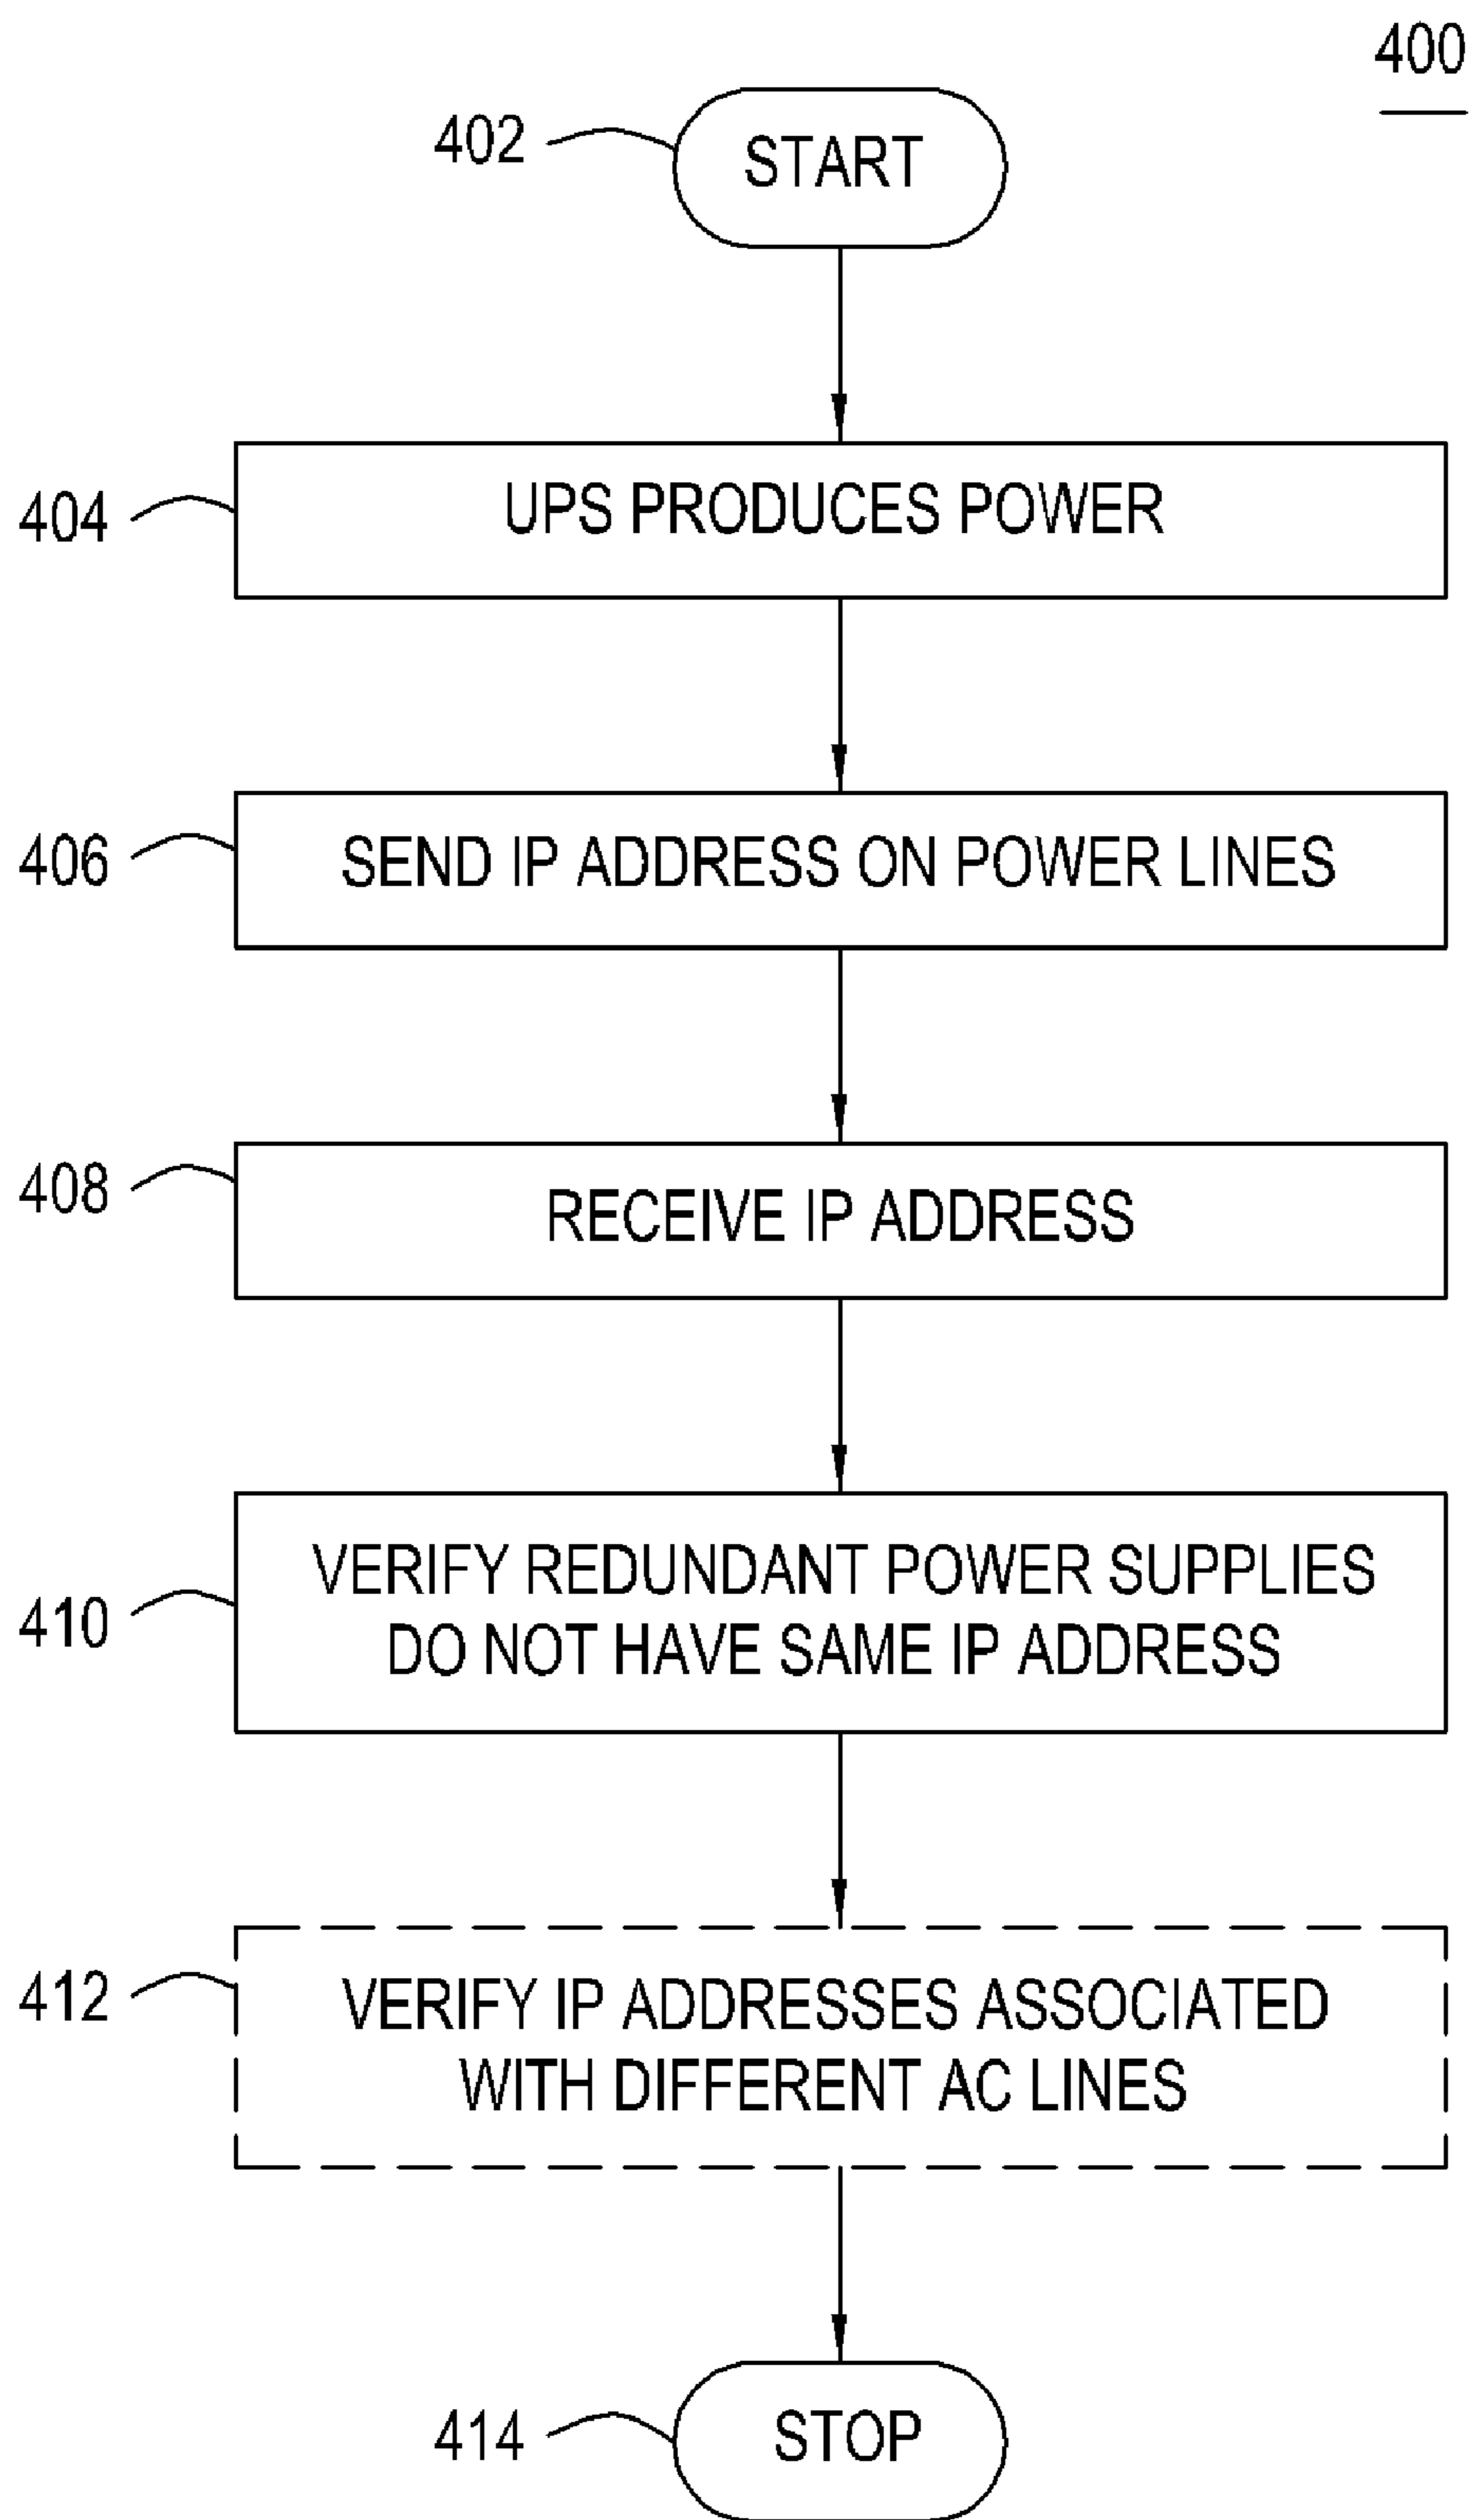 400
402
START
404
UPS PRODUCES POWER
406
SEND IP ADDRESS ON POWER LINES
408
RECEIVE IP ADDRESS
410
VERIFY REDUNDANT POWER SUPPLIES
DO NOT HAVE SAME IP ADDRESS
412
VERIFY IP ADDRESSES ASSOCIATED
WITH DIFFERENT AC LINES
414
STOP